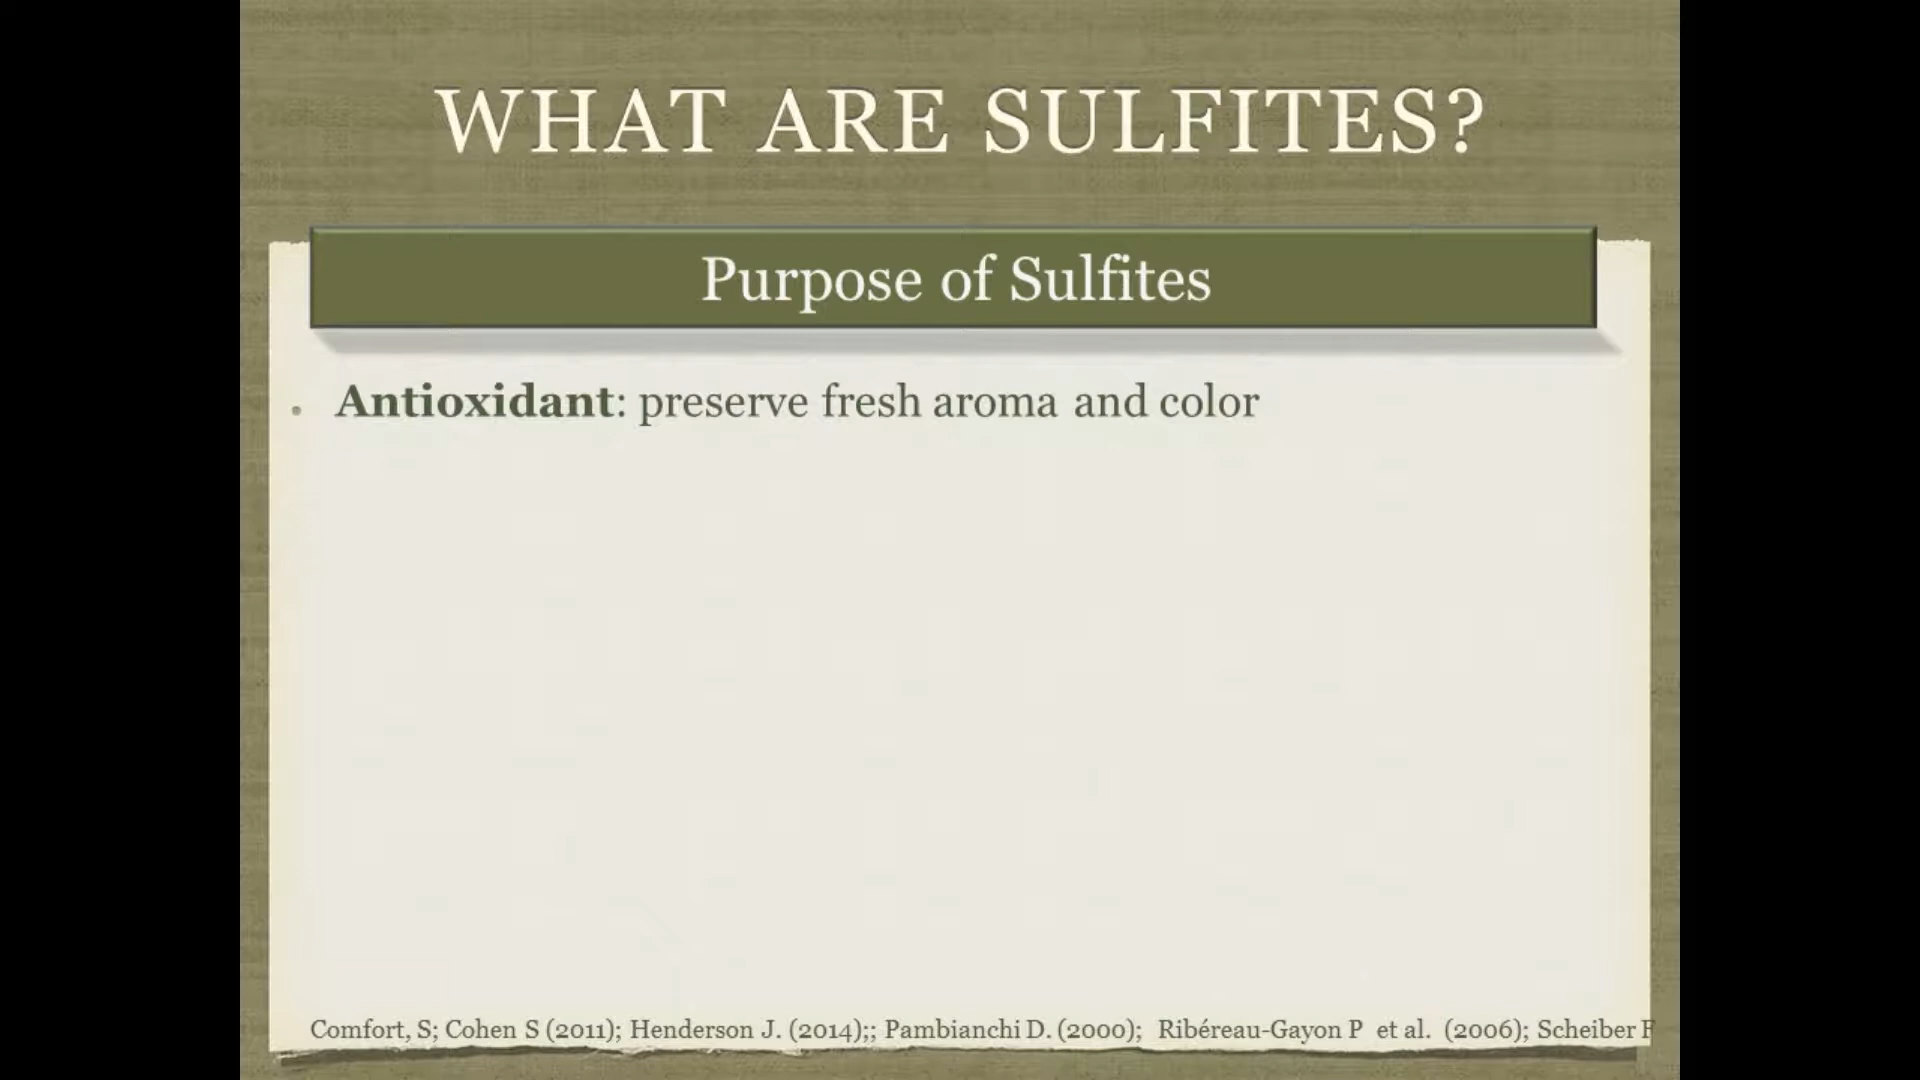 WHAT ARE SULFITES?
Purpose of Sulfites
. Antioxidant: preserve fresh aroma and color
Comfort, S; Cohen S (2011); Henderson J. (2014);; Pambianchi D. (2000); Ribéreau-Gayon P et al. (2006); Scheiber F